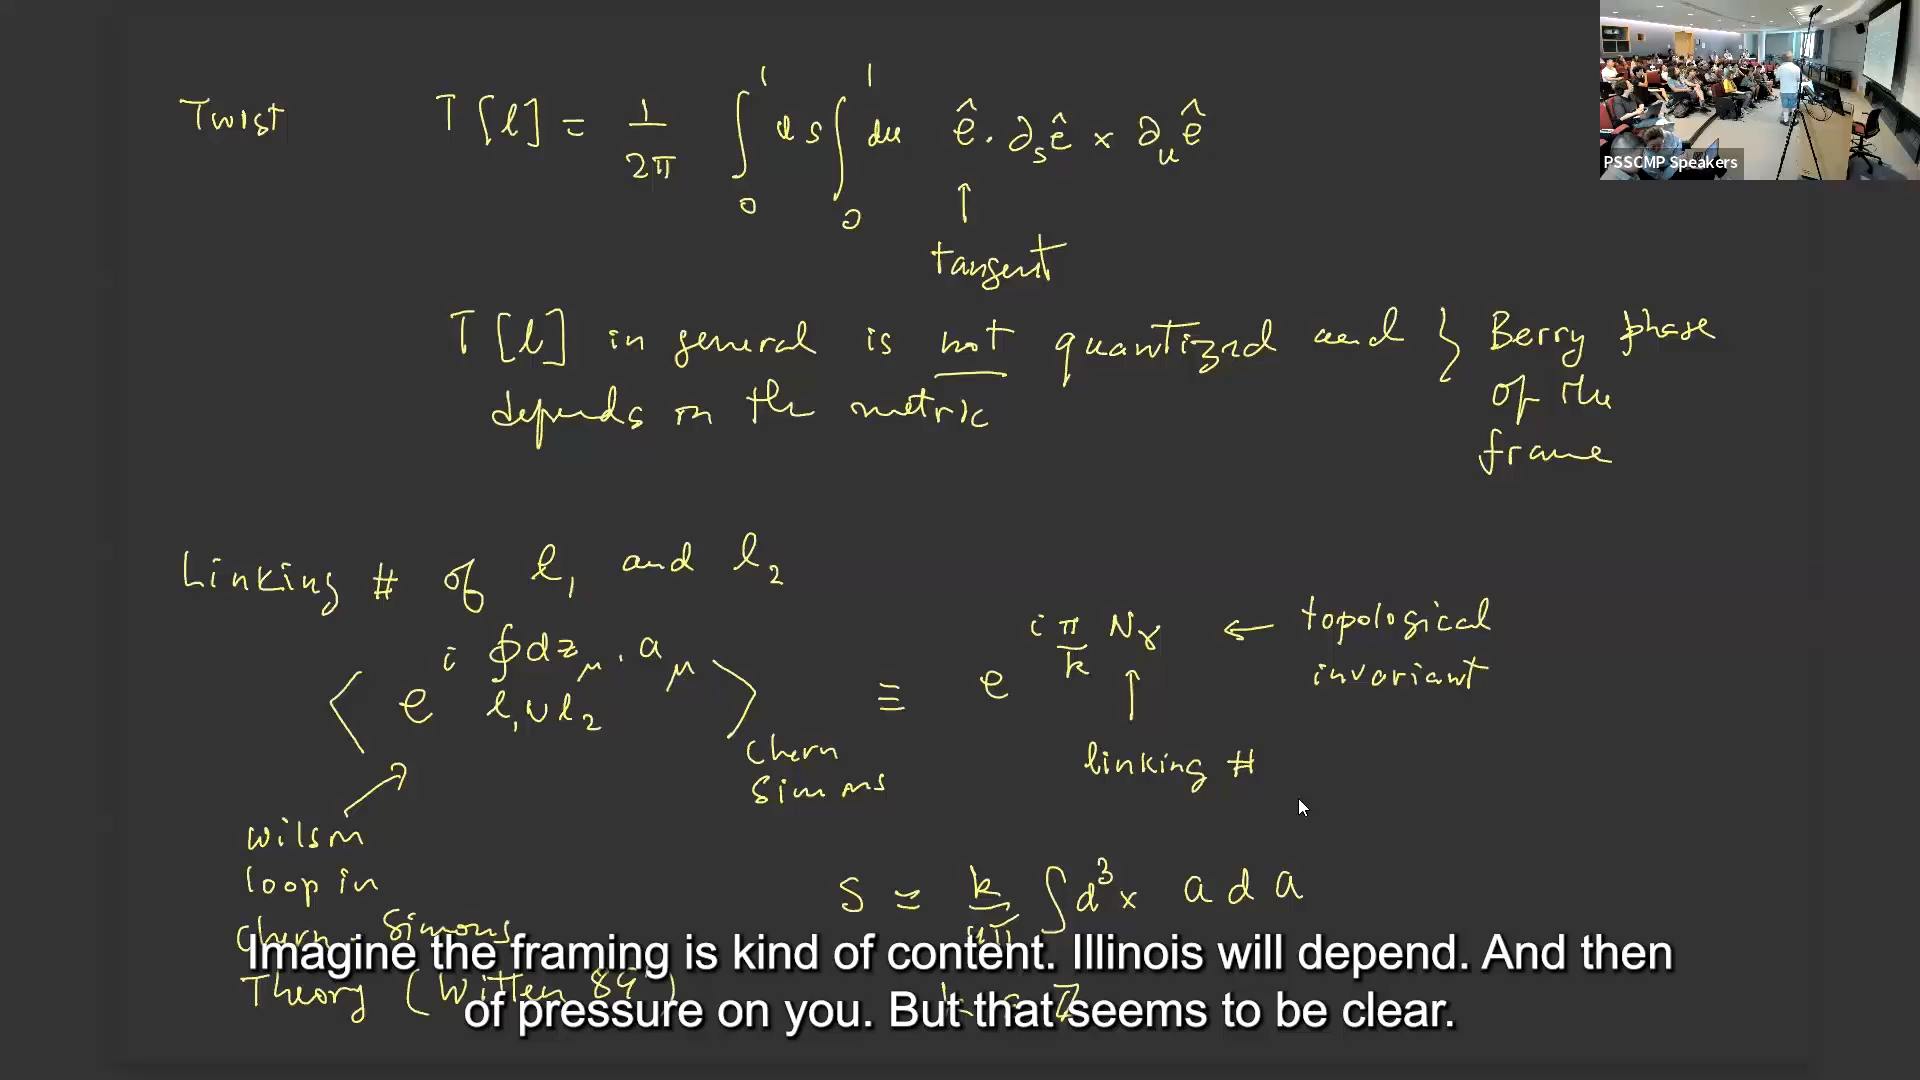 Twist T[l] = 1/2π ∫₀¹ ds ∫₀¹ du ê · ∂ₛê × ∂ᵤê
↑
tangent
T[l] in general is not quantized and } Berry phase
depends on the metric
of the
frame
Linking # of l₁ and l₂
⟨ e^{i ∮_{l₁∪l₂} dz_μ · a_μ} ⟩ Chern Simons ≡ e^{i π/k N_γ} ← topological
invariant
↑
linking #
Wilson
loop in
Chern-Simons
Theory (Witten 89)
S = k/4π ∫ d³x a d a
PSSCMP Speakers
Imagine the framing is kind of content. Illinois will depend. And then
of pressure on you. But that seems to be clear.